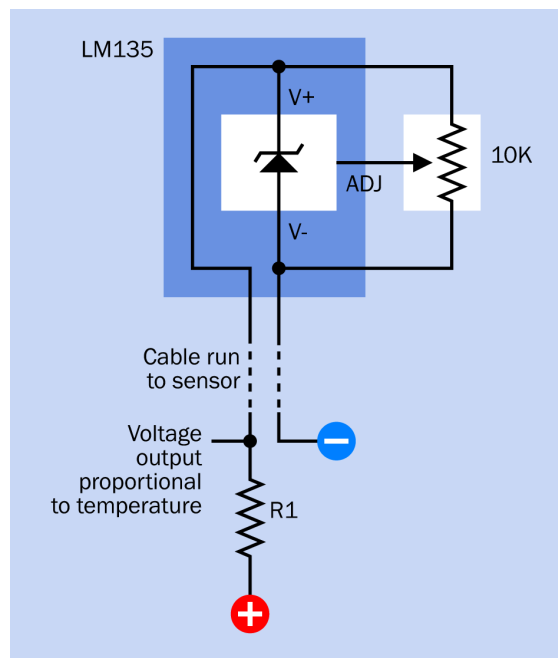 LM135
V+
10K
ADJ
V-
Cable run
to sensor
Voltage
output
proportional
to temperature
R1